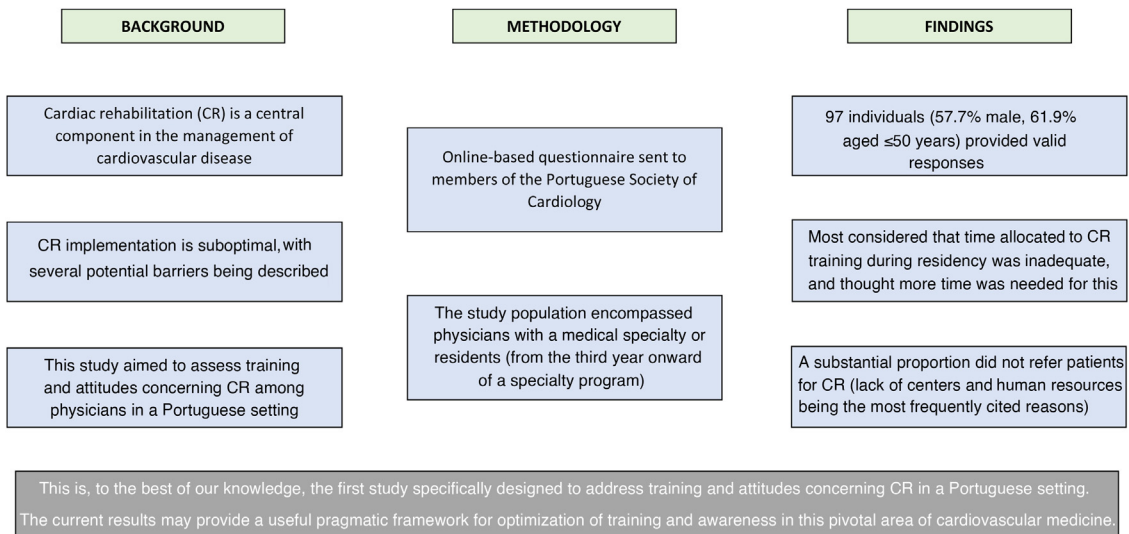 BACKGROUND
Cardiac rehabilitation (CR) is a central
component in the management of
cardiovascular disease
CR implementation is suboptimal, with
several potential barriers being described
This study aimed to assess training
and attitudes concerning CR among
physicians in a Portuguese setting
METHODOLOGY
Online-based questionnaire sent to
members of the Portuguese Society of
Cardiology
The study population encompassed
physicians with a medical specialty or
residents (from the third year onward
of a specialty program)
FINDINGS
97 individuals (57.7% male, 61.9%
aged ≤50 years) provided valid
responses
Most considered that time allocated to CR
training during residency was inadequate,
and thought more time was needed for this
A substantial proportion did not refer patients
for CR (lack of centers and human resources
being the most frequently cited reasons)
This is, to the best of our knowledge, the first study specifically designed to address training and attitudes concerning CR in a Portuguese setting.
The current results may provide a useful pragmatic framework for optimization of training and awareness in this pivotal area of cardiovascular medicine.